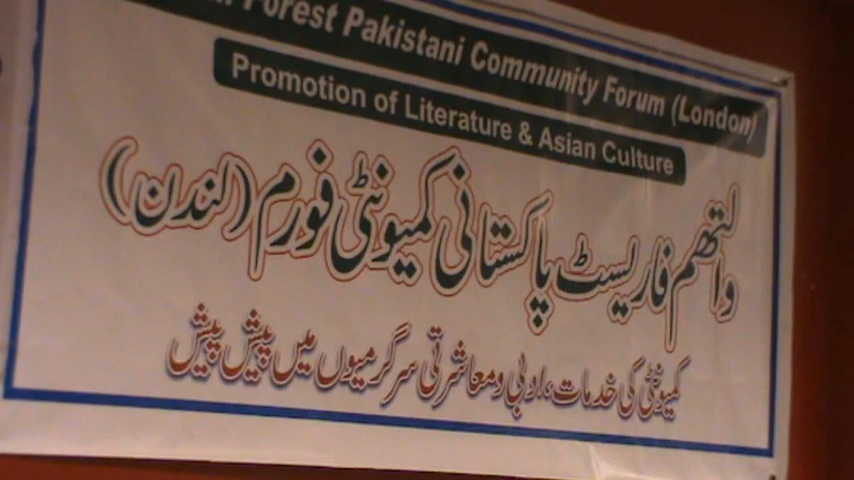 Forest Pakistani Community Forum (London)
Promotion of Literature & Asian Culture
والتھم فاریسٹ پاکستانی کمیونٹی فورم (لندن)
کمیونٹی کی خدمات، ادبی و معاشرتی سرگرمیوں میں پیش پیش